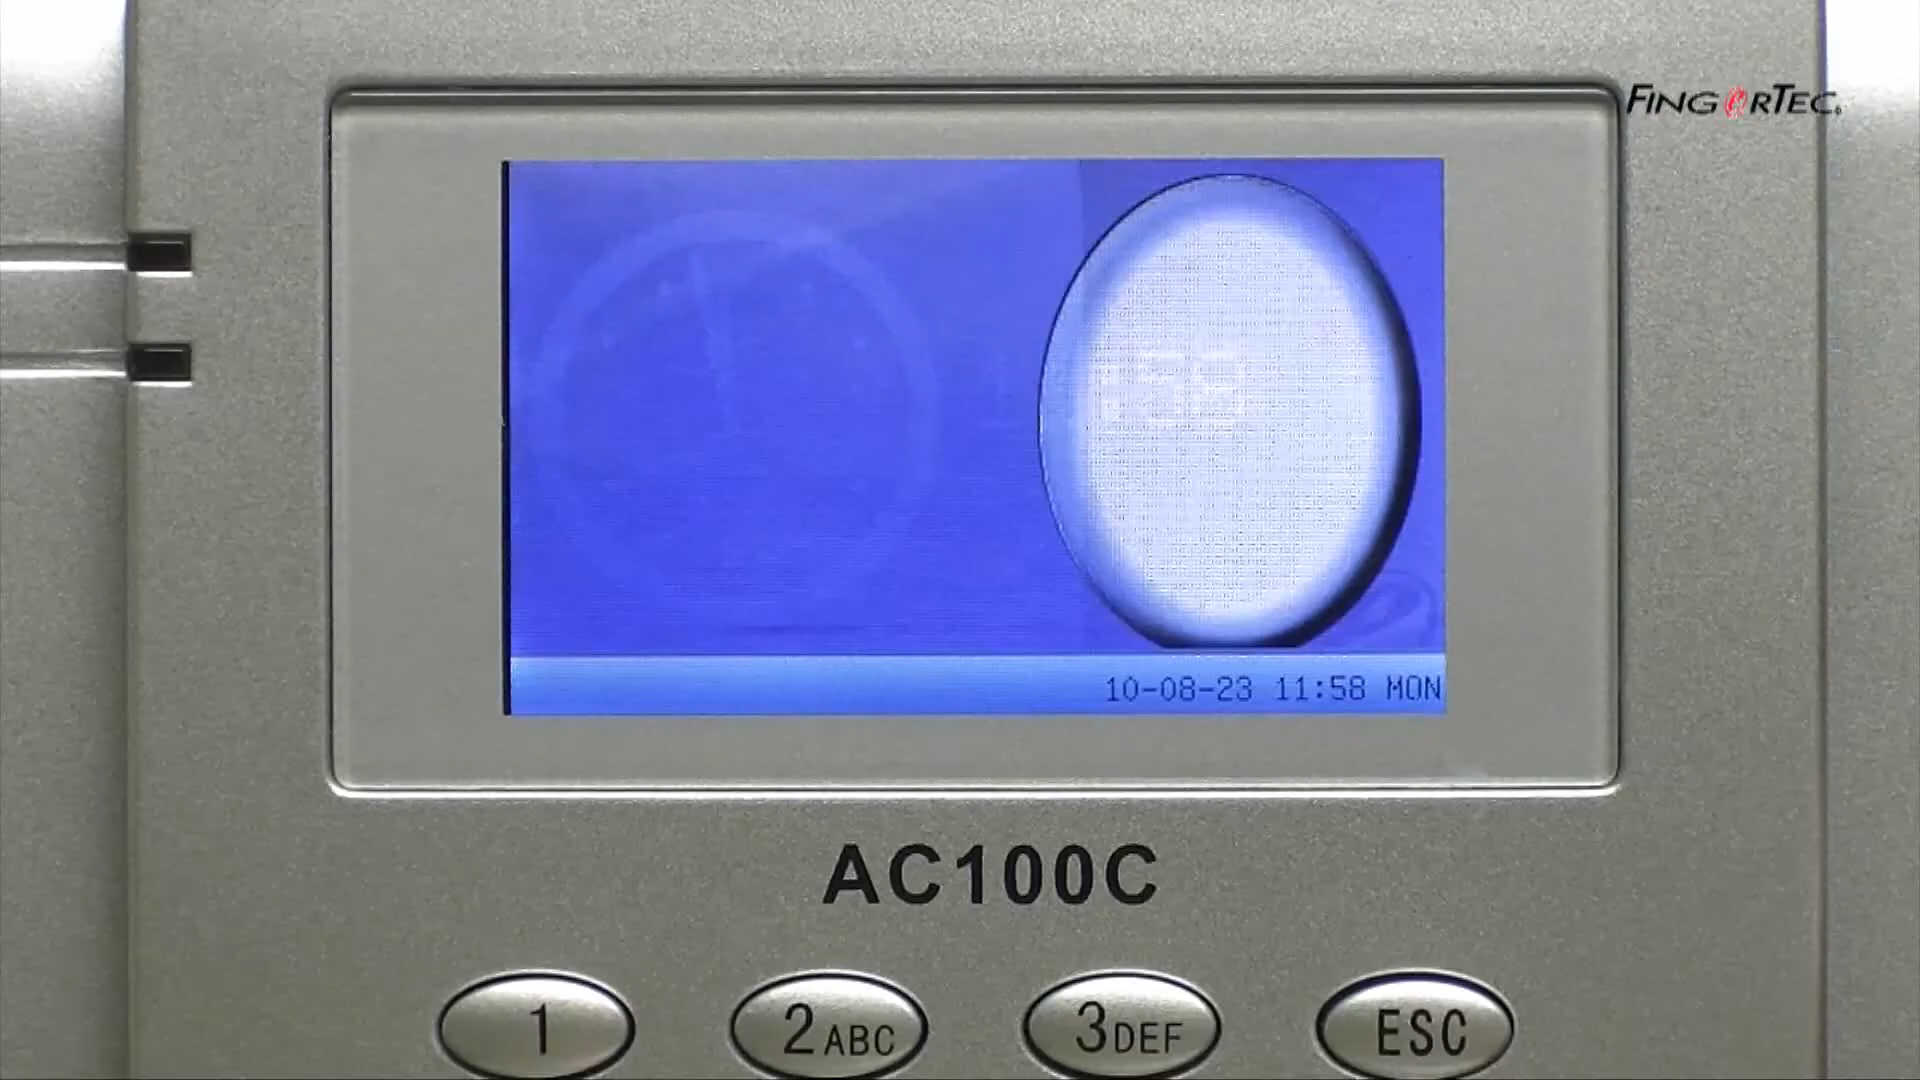 FINGERTEC
10-08-23 11:58 MON
AC100C
1
2ABC
3DEF
ESC